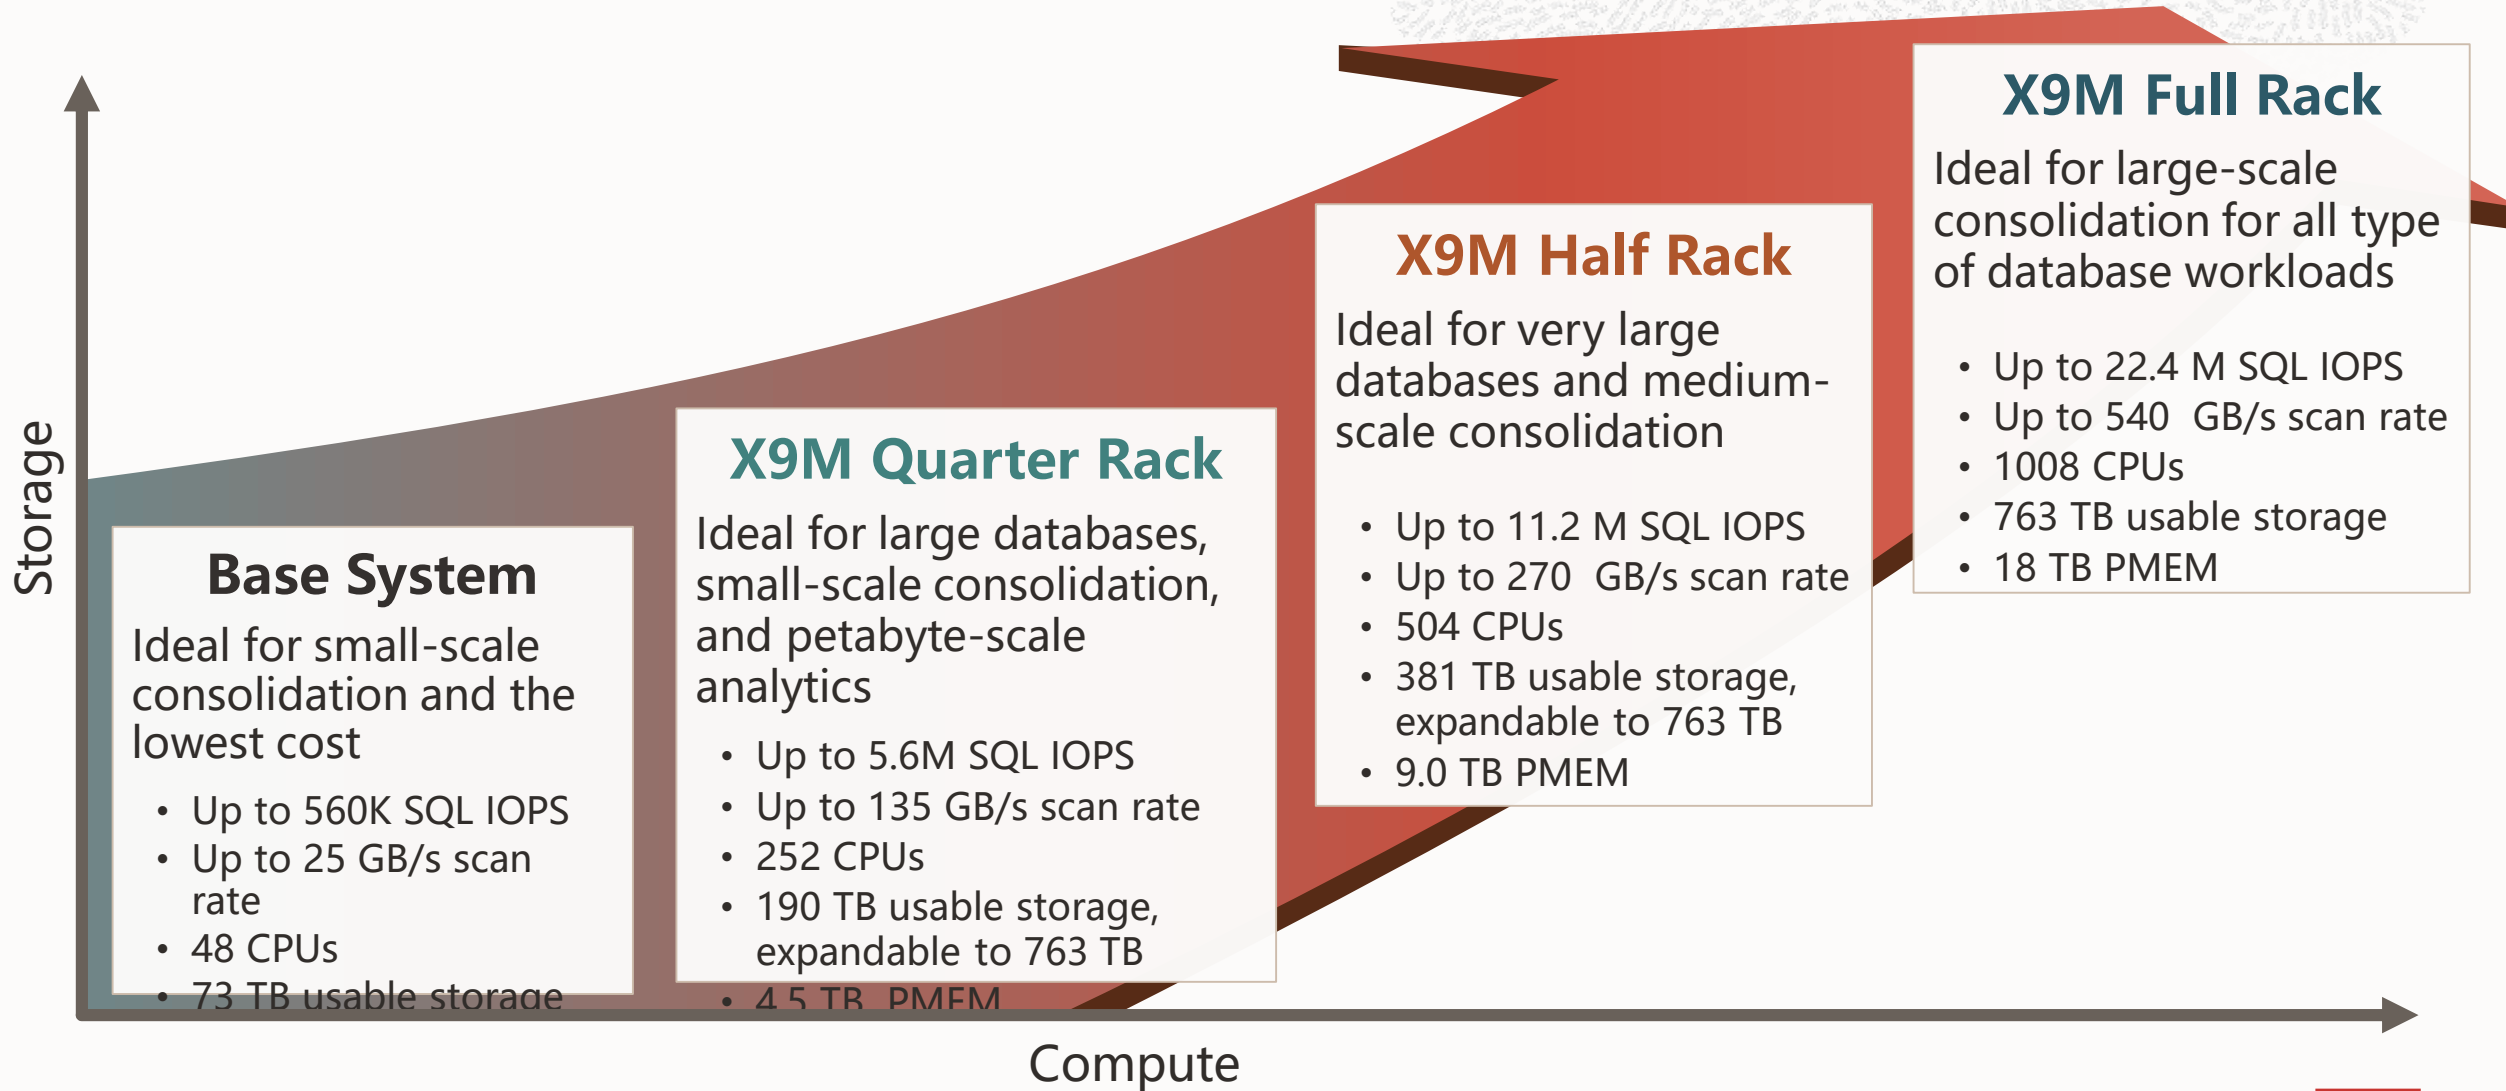 Storage
Base System
Ideal for small-scale
consolidation and the
lowest cost
• Up to 560K SQL IOPS
• Up to 25 GB/s scan
rate
• 48 CPUs
• 73 TB usable storage
X9M Quarter Rack
Ideal for large databases,
small-scale consolidation,
and petabyte-scale
analytics
• Up to 5.6M SQL IOPS
• Up to 135 GB/s scan rate
• 252 CPUs
• 190 TB usable storage,
expandable to 763 TB
• 4.5 TB PMEM
X9M Half Rack
Ideal for very large
databases and medium-
scale consolidation
• Up to 11.2 M SQL IOPS
• Up to 270 GB/s scan rate
• 504 CPUs
• 381 TB usable storage,
expandable to 763 TB
• 9.0 TB PMEM
X9M Full Rack
Ideal for large-scale
consolidation for all type
of database workloads
• Up to 22.4 M SQL IOPS
• Up to 540 GB/s scan rate
• 1008 CPUs
• 763 TB usable storage
• 18 TB PMEM
Compute